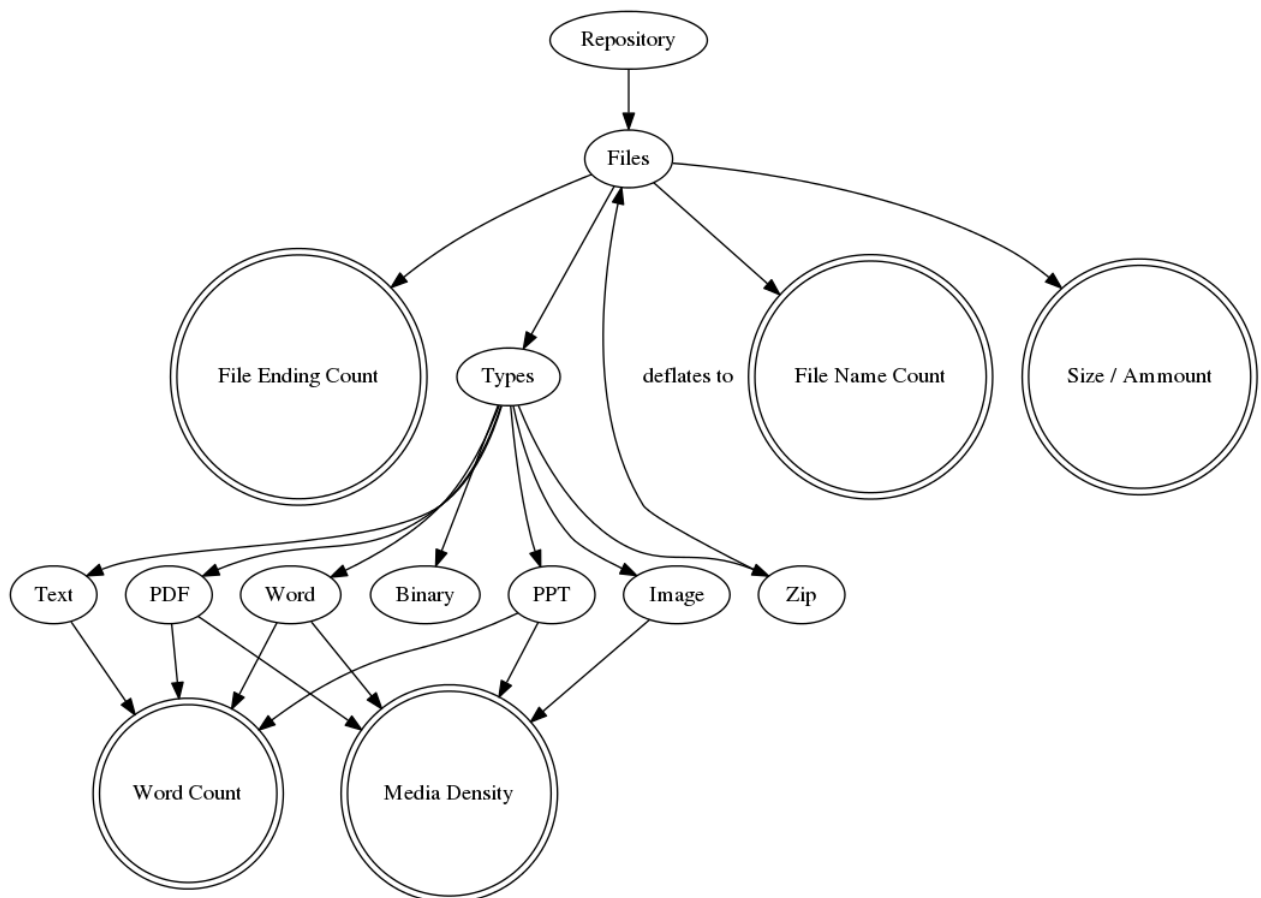 Repository
Files
File Ending Count
Types
deflates to
File Name Count
Size / Ammount
Text
PDF
Word
Binary
PPT
Image
Zip
Word Count
Media Density